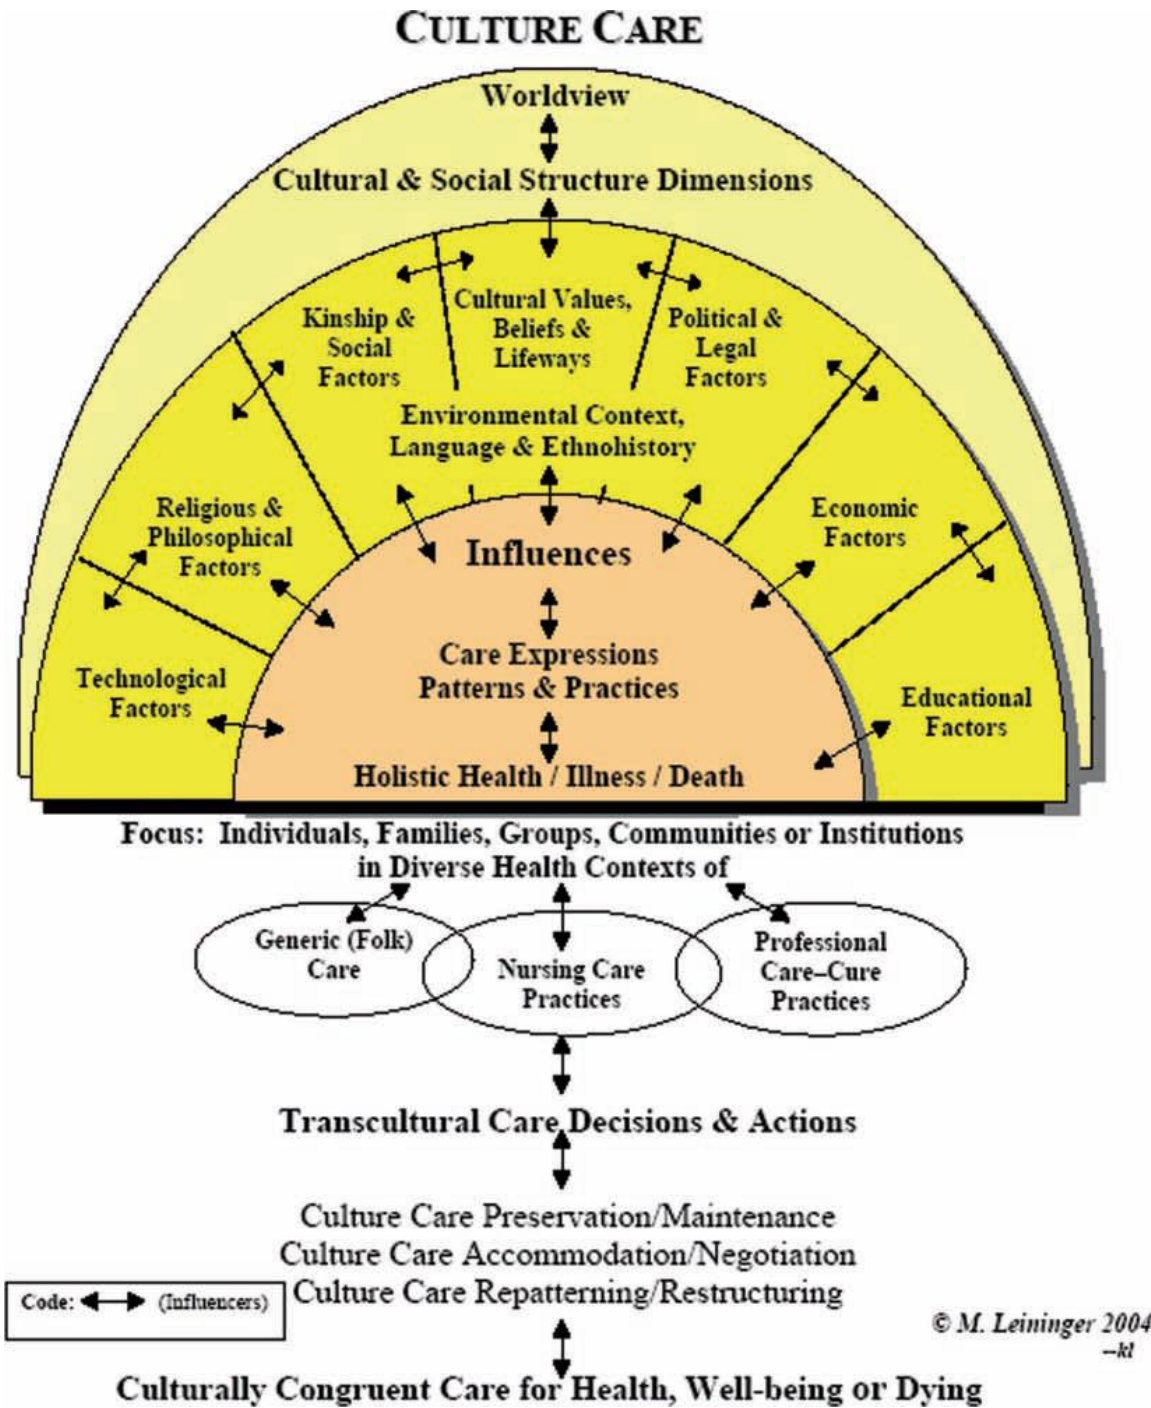 CULTURE CARE
Worldview
Cultural & Social Structure Dimensions
Kinship &
Social
Factors
Cultural Values,
Beliefs &
Lifeways
Political &
Legal
Factors
Environmental Context,
Language & Ethnohistory
Religious &
Philosophical
Factors
Economic
Factors
Technological
Factors
Educational
Factors
Influences
Care Expressions
Patterns & Practices
Holistic Health / Illness / Death
Focus: Individuals, Families, Groups, Communities or Institutions
in Diverse Health Contexts of
Generic (Folk)
Care
Nursing Care
Practices
Professional
Care–Cure
Practices
Transcultural Care Decisions & Actions
Culture Care Preservation/Maintenance
Culture Care Accommodation/Negotiation
Culture Care Repatterning/Restructuring
Code: (Influencers)
© M. Leininger 2004
--kl
Culturally Congruent Care for Health, Well-being or Dying